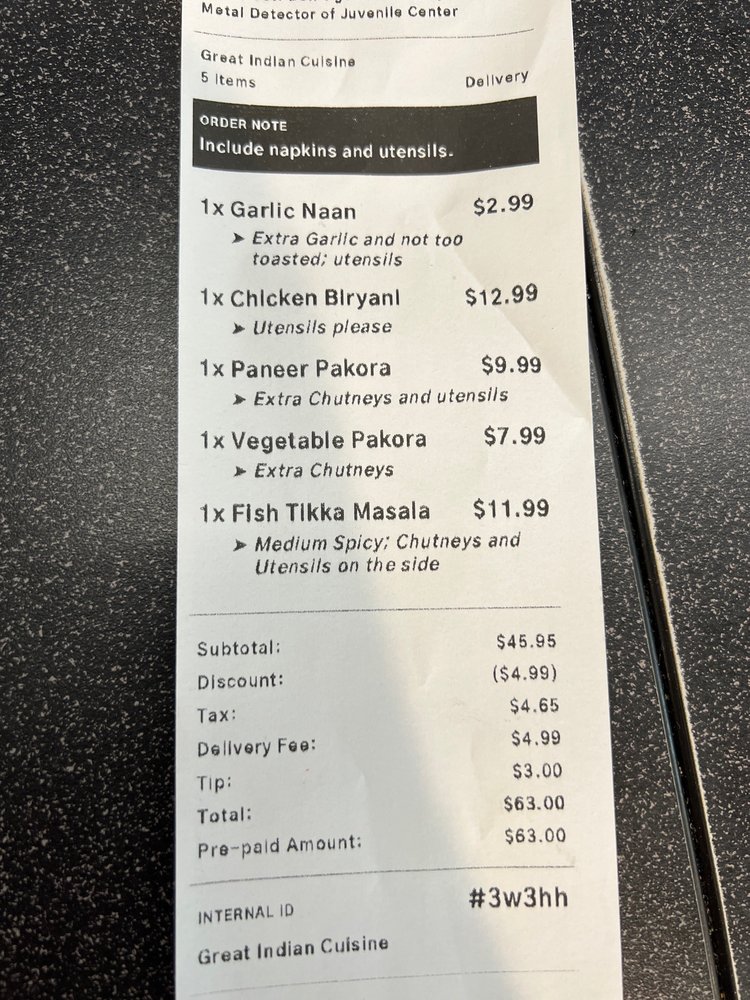 Metal Detector of Juvenile Center
Great Indian Cuisine
5 Items Delivery
ORDER NOTE
Include napkins and utensils.
1x Garlic Naan $2.99
➤ Extra Garlic and not too
toasted; utensils
1x Chicken Biryani $12.99
➤ Utensils please
1x Paneer Pakora $9.99
➤ Extra Chutneys and utensils
1x Vegetable Pakora $7.99
➤ Extra Chutneys
1x Fish Tikka Masala $11.99
➤ Medium Spicy; Chutneys and
Utensils on the side
Subtotal: $45.95
Discount: ($4.99)
Tax: $4.65
Delivery Fee: $4.99
Tip: $3.00
Total: $63.00
Pre-paid Amount: $63.00
INTERNAL ID #3w3hh
Great Indian Cuisine